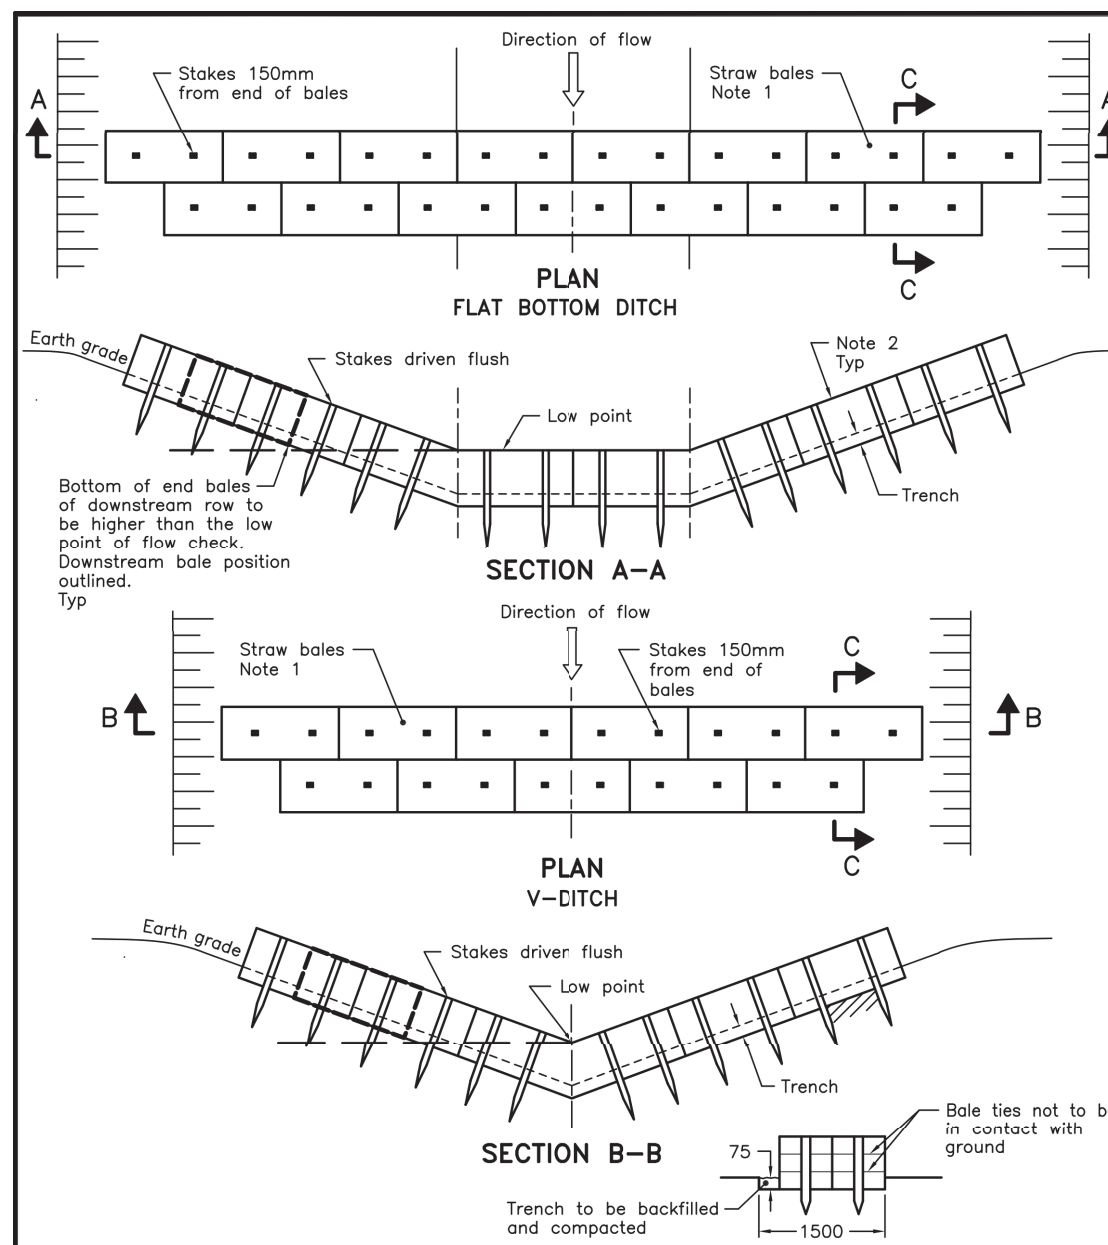 Direction of flow
Stakes 150mm
from end of bales
Straw bales
Note 1
C
A
A
C
PLAN
FLAT BOTTOM DITCH
Earth grade
Stakes driven flush
Note 2
Typ
Low point
Bottom of end bales
of downstream row to
be higher than the low
point of flow check.
Downstream bale position
outlined.
Typ
Trench
SECTION A-A
Direction of flow
Straw bales
Note 1
Stakes 150mm
from end of
bales
C
B
B
C
PLAN
V-DITCH
Earth grade
Stakes driven flush
Low point
Trench
SECTION B-B
Bale ties not to b
in contact with
ground
75
Trench to be backfilled
and compacted
1500